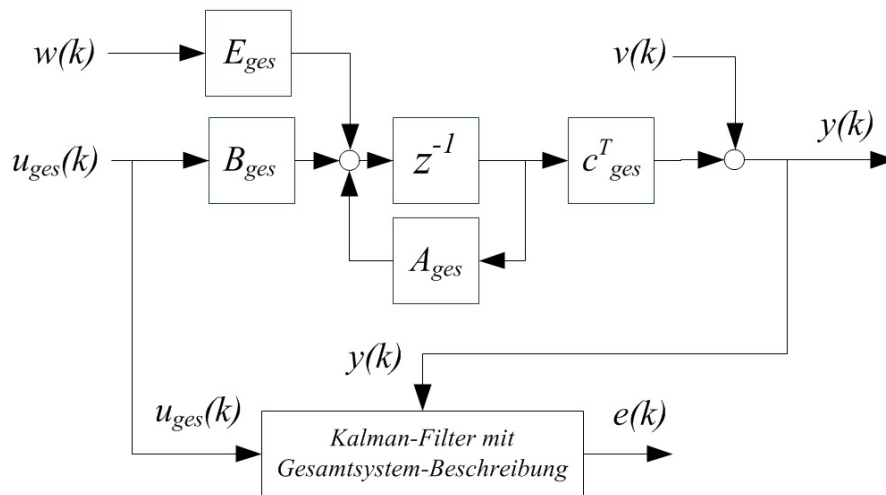 w(k)
E_ges
v(k)
y(k)
u_ges(k)
B_ges
z^-1
c^T_ges
A_ges
y(k)
u_ges(k)
e(k)
Kalman-Filter mit
Gesamtsystem-Beschreibung